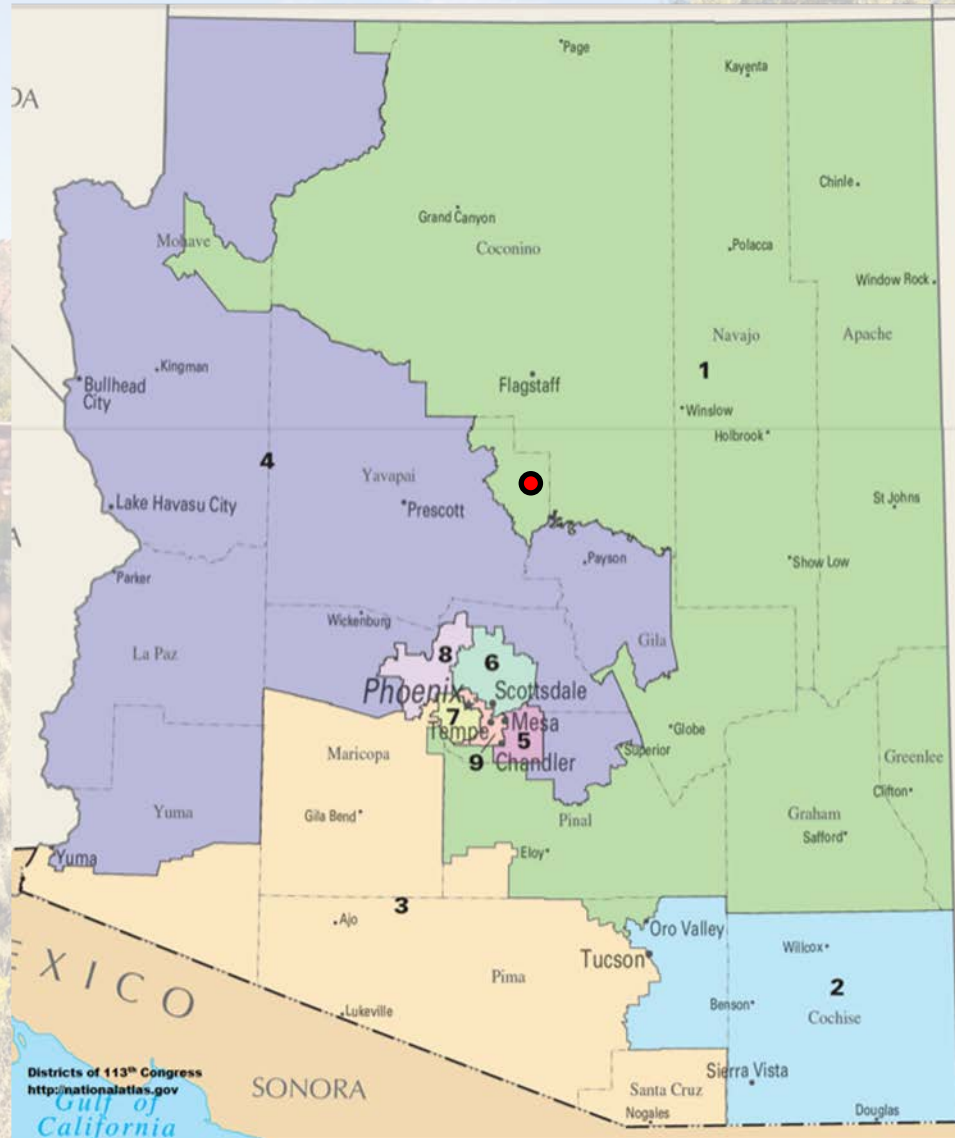 Page
Kayenta
DA
Chinle
Grand Canyon
Mohave
Coconino
Polacca
Window Rock
Navajo
Apache
Kingman
1
Bullhead
City
Flagstaff
Winslow
Holbrook
4
Yavapai
Lake Havasu City
Prescott
St Johns
Payson
Show Low
Parker
Wickenburg
Gila
La Paz
8
6
Phoenix
Scottsdale
7
Mesa
Tempe
5
Globe
Superior
9
Chandler
Maricopa
Greenlee
Clifton
Yuma
Gila Bend
Pinal
Graham
Safford
Eloy
Yuma
3
Ajo
Oro Valley
Tucson
Willcox
EXICO
Pima
2
Benson
Cochise
Lukeville
Districts of 113th Congress
http://nationalatlas.gov
Sierra Vista
SONORA
Santa Cruz
Gulf of
California
Nogales
Douglas